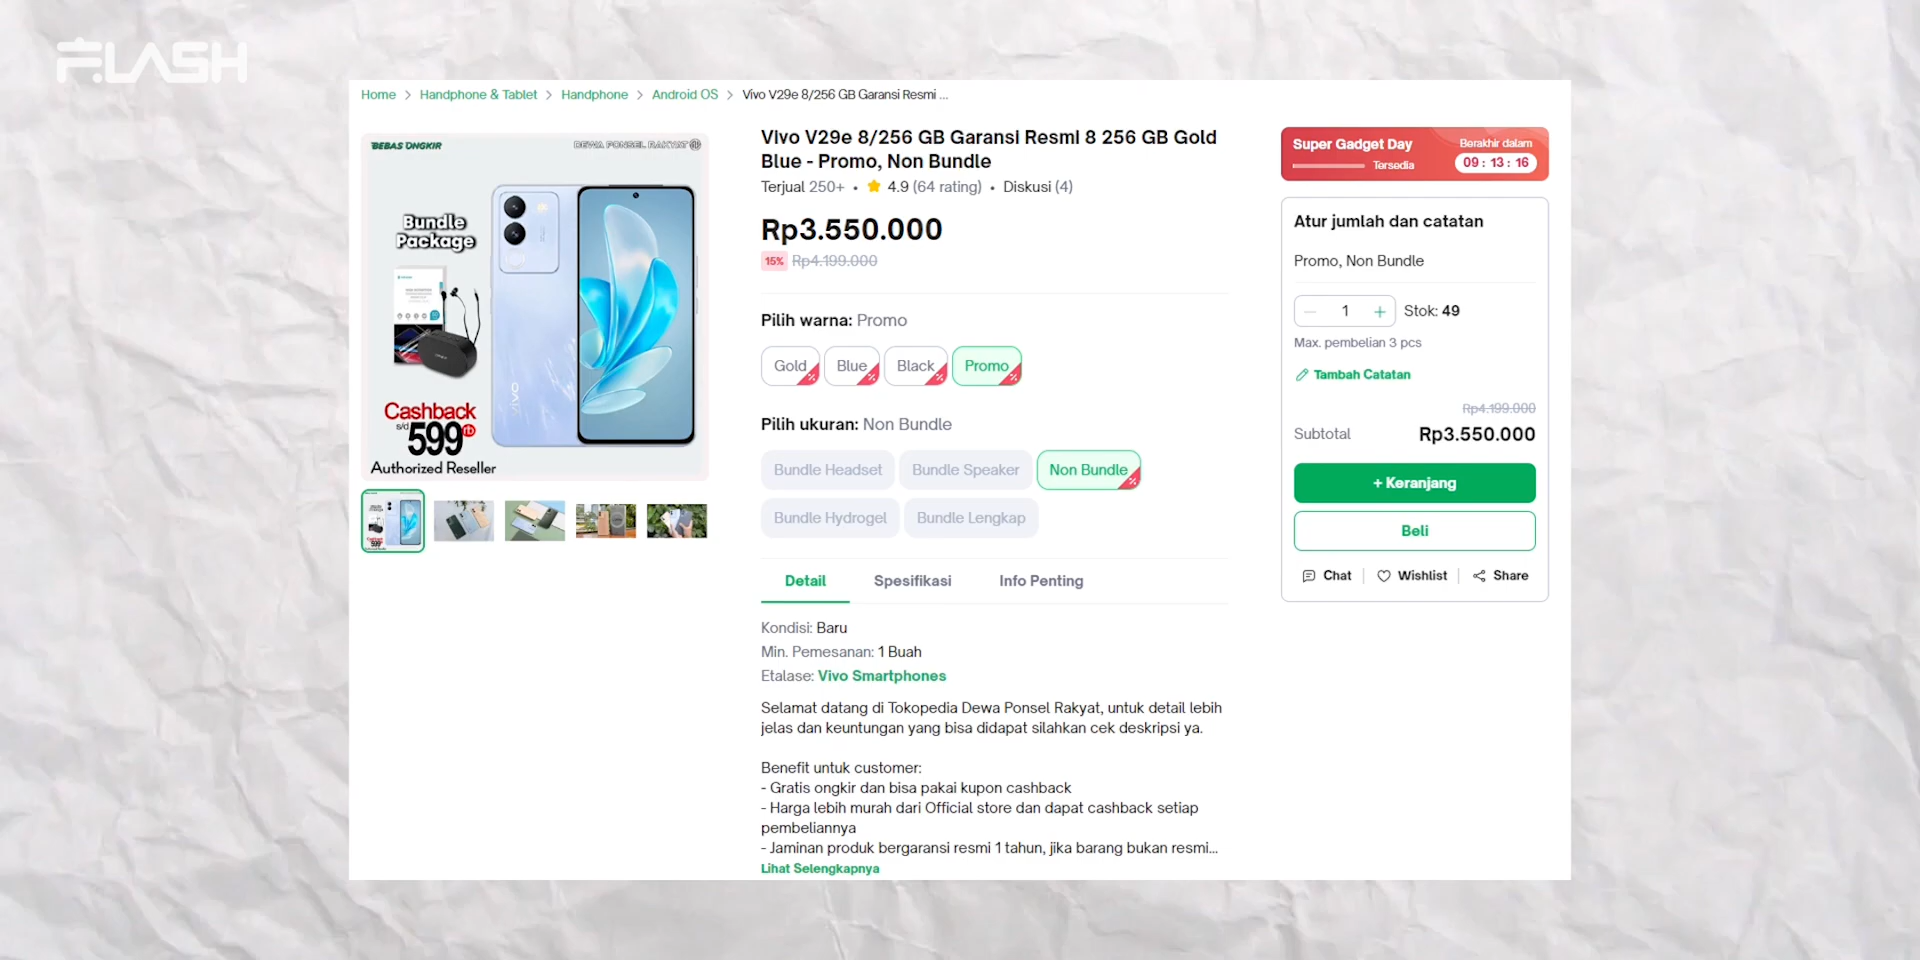 FLASH
Home > Handphone & Tablet > Handphone > Android OS > Vivo V29e 8/256 GB Garansi Resmi ...
BEBAS ONGKIR
DEWA PONSEL RAKYAT
Bundle
Package
vivo
Cashback
s/d 599 rb
Authorized Reseller
Vivo V29e 8/256 GB Garansi Resmi 8 256 GB Gold
Blue - Promo, Non Bundle
Terjual 250+ • 4.9 (64 rating) • Diskusi (4)
Rp3.550.000
15% Rp4.199.000
Pilih warna: Promo
Gold Blue Black Promo
Pilih ukuran: Non Bundle
Bundle Headset Bundle Speaker Non Bundle
Bundle Hydrogel Bundle Lengkap
Detail Spesifikasi Info Penting
Kondisi: Baru
Min. Pemesanan: 1 Buah
Etalase: Vivo Smartphones
Selamat datang di Tokopedia Dewa Ponsel Rakyat, untuk detail lebih
jelas dan keuntungan yang bisa didapat silahkan cek deskripsi ya.
Benefit untuk customer:
- Gratis ongkir dan bisa pakai kupon cashback
- Harga lebih murah dari Official store dan dapat cashback setiap
pembeliannya
- Jaminan produk bergaransi resmi 1 tahun, jika barang bukan resmi...
Lihat Selengkapnya
Super Gadget Day
Berakhir dalam
Tersedia
09 : 13 : 16
Atur jumlah dan catatan
Promo, Non Bundle
− 1 + Stok: 49
Max. pembelian 3 pcs
Tambah Catatan
Rp4.199.000
Subtotal Rp3.550.000
+ Keranjang
Beli
Chat Wishlist Share